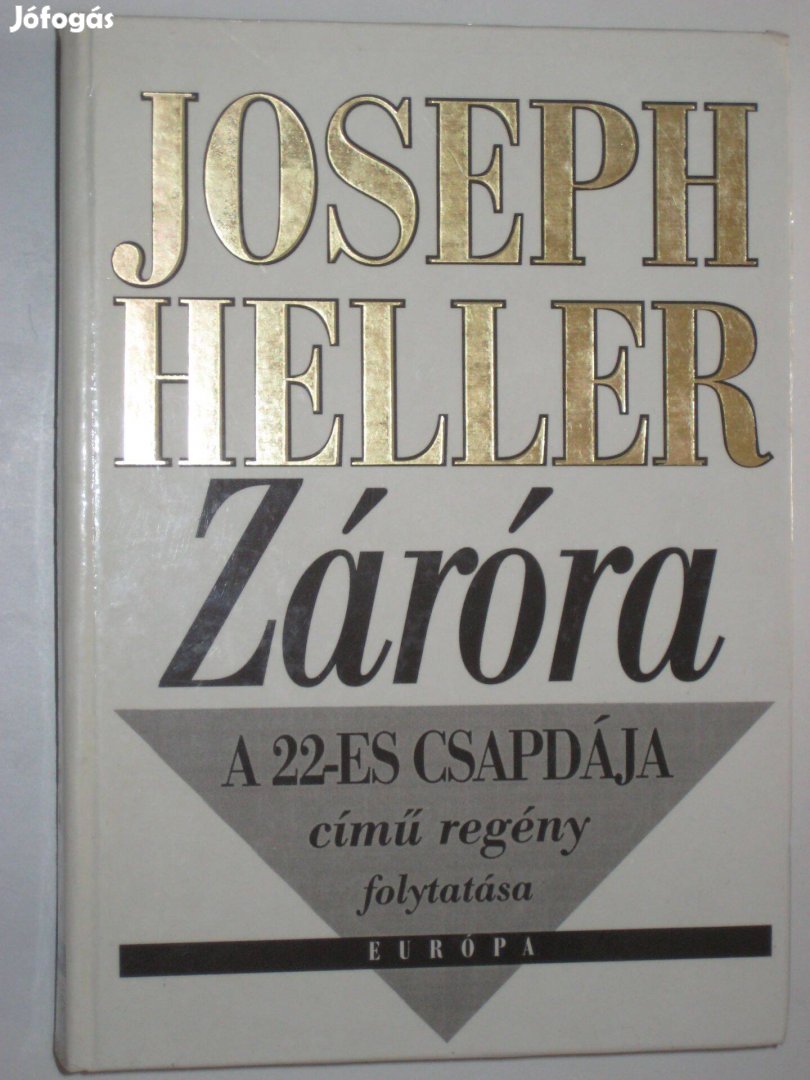 Jófogás
JOSEPH
HELLER
Záróra
A 22-ES CSAPDÁJA
című regény
folytatása
EURÓPA